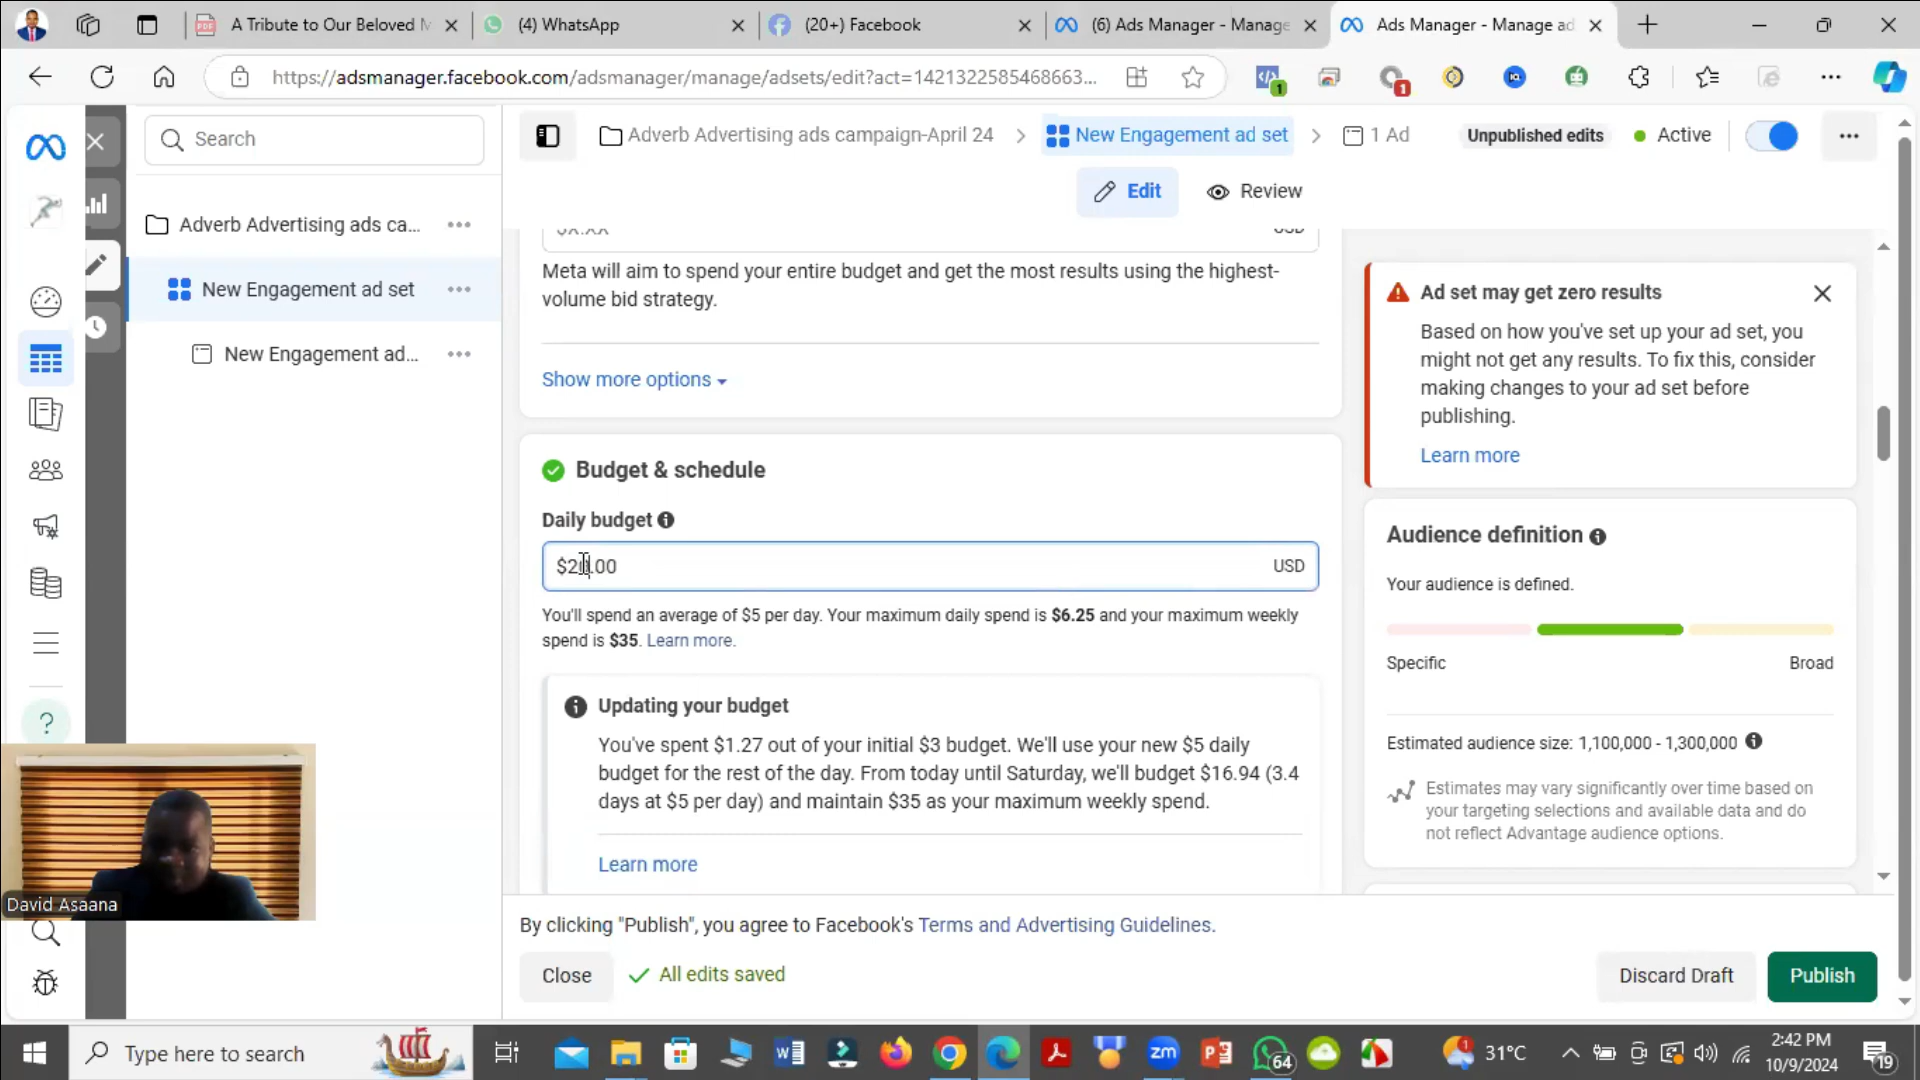 A Tribute to Our Beloved M
(4) WhatsApp
(20+) Facebook
(6) Ads Manager - Manage
Ads Manager - Manage ad
https://adsmanager.facebook.com/adsmanager/manage/adsets/edit?act=1421322585468663...
1
1
Search
Adverb Advertising ads campaign-April 24
New Engagement ad set
1 Ad
Unpublished edits
Active
Edit
Review
Adverb Advertising ads ca...
New Engagement ad set
New Engagement ad...
$X.XX
USD
Meta will aim to spend your entire budget and get the most results using the highest-
volume bid strategy.
Show more options
Budget & schedule
Daily budget
USD
You'll spend an average of $5 per day. Your maximum daily spend is $6.25 and your maximum weekly
spend is $35. Learn more.
Updating your budget
You've spent $1.27 out of your initial $3 budget. We'll use your new $5 daily
budget for the rest of the day. From today until Saturday, we'll budget $16.94 (3.4
days at $5 per day) and maintain $35 as your maximum weekly spend.
Learn more
Ad set may get zero results
Based on how you've set up your ad set, you
might not get any results. To fix this, consider
making changes to your ad set before
publishing.
Learn more
Audience definition
Your audience is defined.
Specific
Broad
Estimated audience size: 1,100,000 - 1,300,000
Estimates may vary significantly over time based on
your targeting selections and available data and do
not reflect Advantage audience options.
David Asaana
By clicking "Publish", you agree to Facebook's Terms and Advertising Guidelines.
Close
All edits saved
Discard Draft
Publish
Type here to search
zm
64
1
31°C
2:42 PM
10/9/2024
19